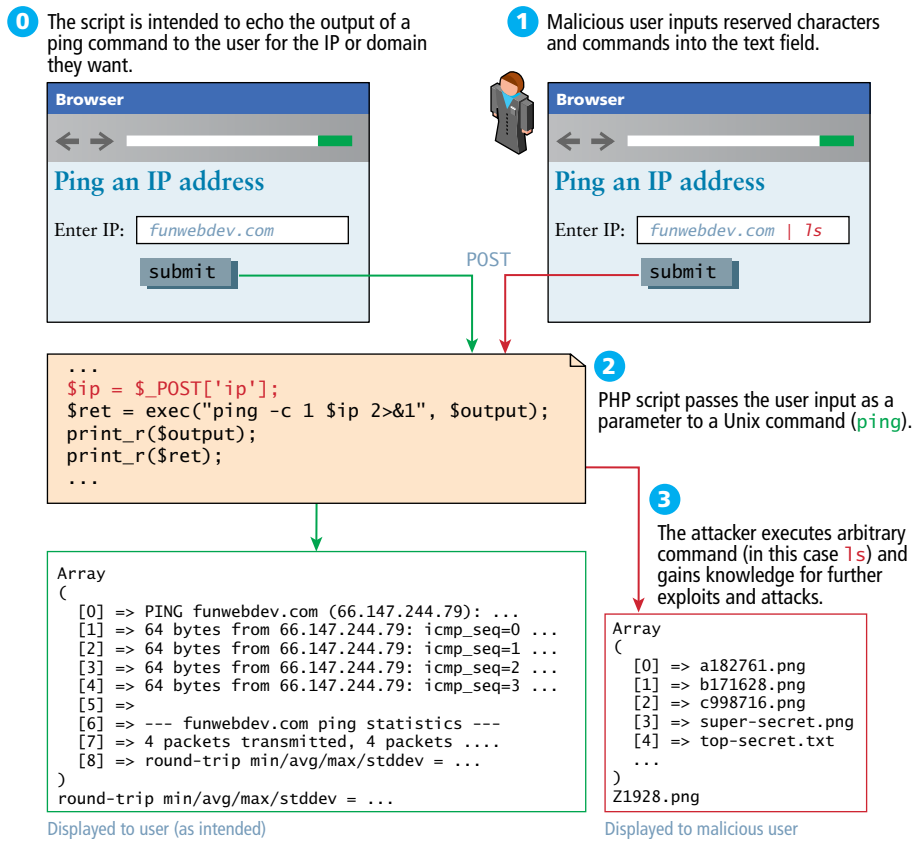 0 The script is intended to echo the output of a
ping command to the user for the IP or domain
they want.
1 Malicious user inputs reserved characters
and commands into the text field.
Browser
Ping an IP address
Enter IP: funwebdev.com
submit
Browser
Ping an IP address
Enter IP: funwebdev.com | ls
submit
POST
...
$ip = $_POST['ip'];
$ret = exec("ping -c 1 $ip 2>&1", $output);
print_r($output);
print_r($ret);
...
2
PHP script passes the user input as a
parameter to a Unix command (ping).
3
The attacker executes arbitrary
command (in this case ls) and
gains knowledge for further
exploits and attacks.
Array
(
[0] => PING funwebdev.com (66.147.244.79): ...
[1] => 64 bytes from 66.147.244.79: icmp_seq=0 ...
[2] => 64 bytes from 66.147.244.79: icmp_seq=1 ...
[3] => 64 bytes from 66.147.244.79: icmp_seq=2 ...
[4] => 64 bytes from 66.147.244.79: icmp_seq=3 ...
[5] =>
[6] => --- funwebdev.com ping statistics ---
[7] => 4 packets transmitted, 4 packets ....
[8] => round-trip min/avg/max/stddev = ...
)
round-trip min/avg/max/stddev = ...
Displayed to user (as intended)
Array
(
[0] => a182761.png
[1] => b171628.png
[2] => c998716.png
[3] => super-secret.png
[4] => top-secret.txt
...
)
Z1928.png
Displayed to malicious user